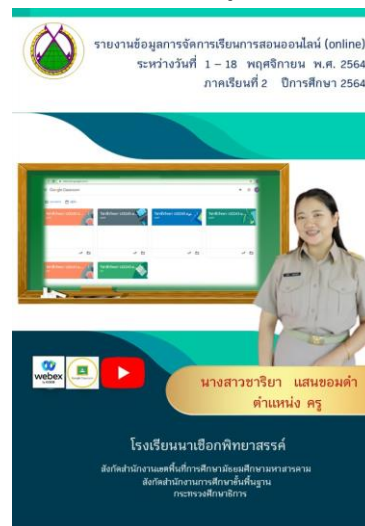 รายงานข้อมูลการจัดการเรียนการสอนออนไลน์ (online)
ระหว่างวันที่ 1 – 18 พฤศจิกายน พ.ศ. 2564
ภาคเรียนที่ 2 ปีการศึกษา 2564
Google Classroom
webex
นางสาวชาริยา แสนขอมดำ
ตำแหน่ง ครู
โรงเรียนนาเชือกพิทยาสรรค์
สังกัดสำนักงานเขตพื้นที่การศึกษามัธยมศึกษามหาสารคาม
สังกัดสำนักงานการศึกษาขั้นพื้นฐาน
กระทรวงศึกษาธิการ